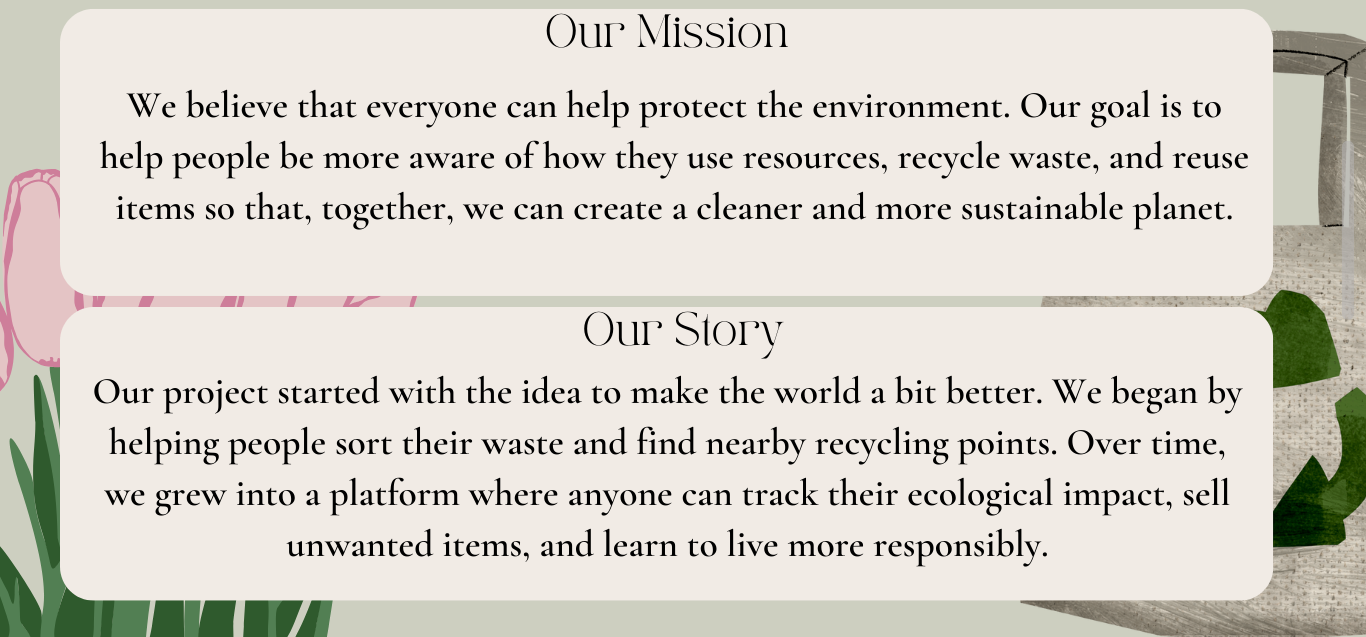 Our Mission
We believe that everyone can help protect the environment. Our goal is to
help people be more aware of how they use resources, recycle waste, and reuse
items so that, together, we can create a cleaner and more sustainable planet.
Our Story
Our project started with the idea to make the world a bit better. We began by
helping people sort their waste and find nearby recycling points. Over time,
we grew into a platform where anyone can track their ecological impact, sell
unwanted items, and learn to live more responsibly.